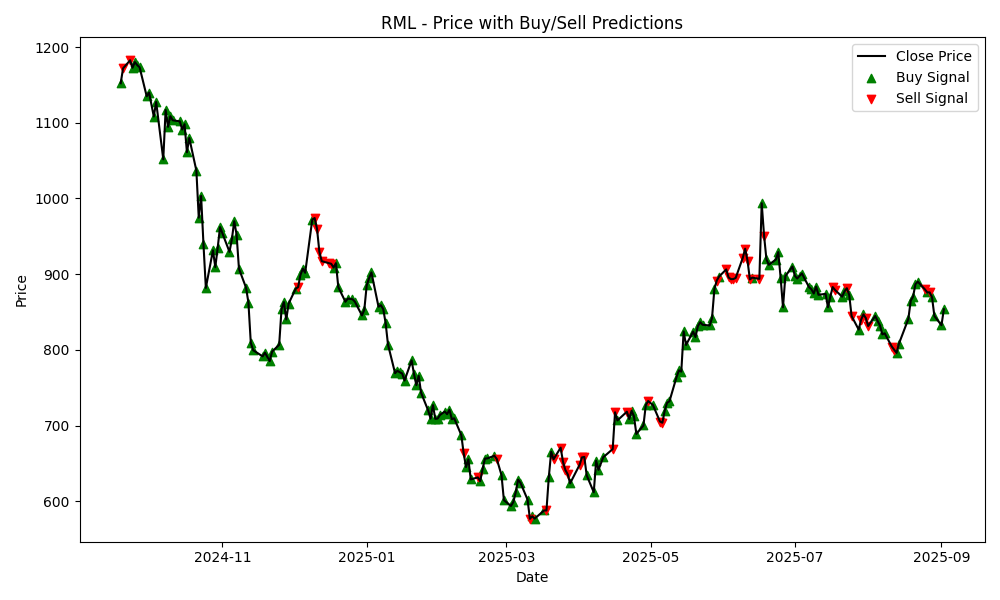 RML - Price with Buy/Sell Predictions
Close Price
Buy Signal
Sell Signal
Price
1200
1100
1000
900
800
700
600
2024-11
2025-01
2025-03
2025-05
2025-07
2025-09
Date